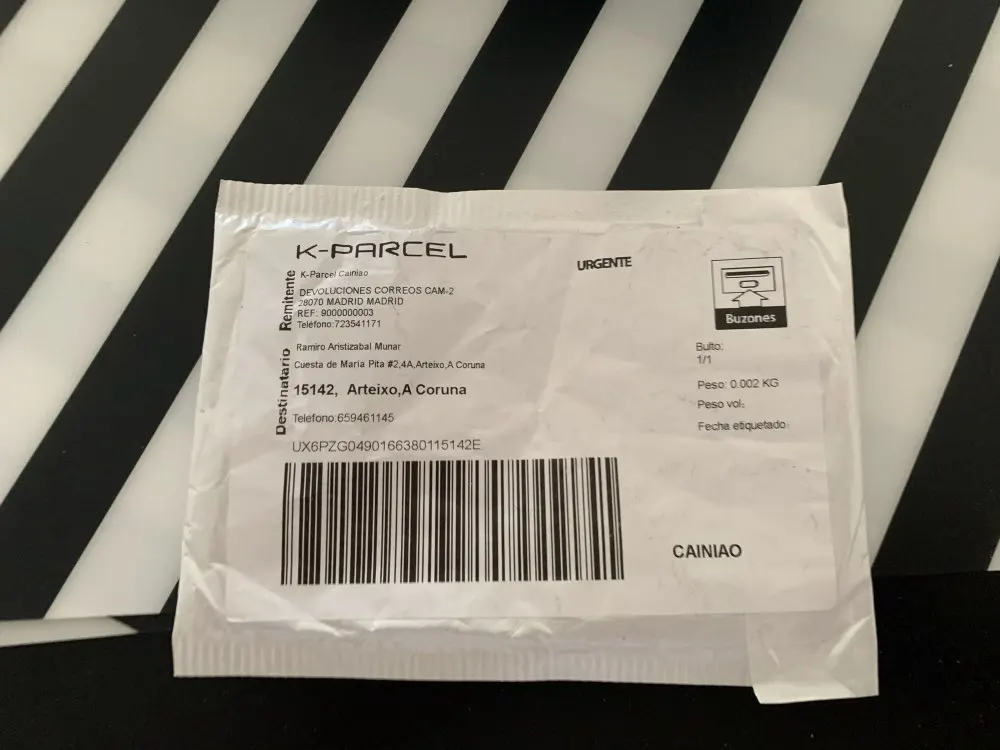 K-PARCEL
URGENTE
Remitente
K-Parcel Cainiao
DEVOLUCIONES CORREOS CAM-2
28070 MADRID MADRID
REF: 9000000003
Teléfono:723541171
Buzones
Destinatario
Ramiro Aristizabal Munar
Cuesta de Maria Pita #2,4A,Arteixo,A Coruna
15142, Arteixo,A Coruna
Telefono:659461145
Bulto:
1/1
Peso: 0.002 KG
Peso vol:
Fecha etiquetado:
UX6PZG0490166380115142E
CAINIAO